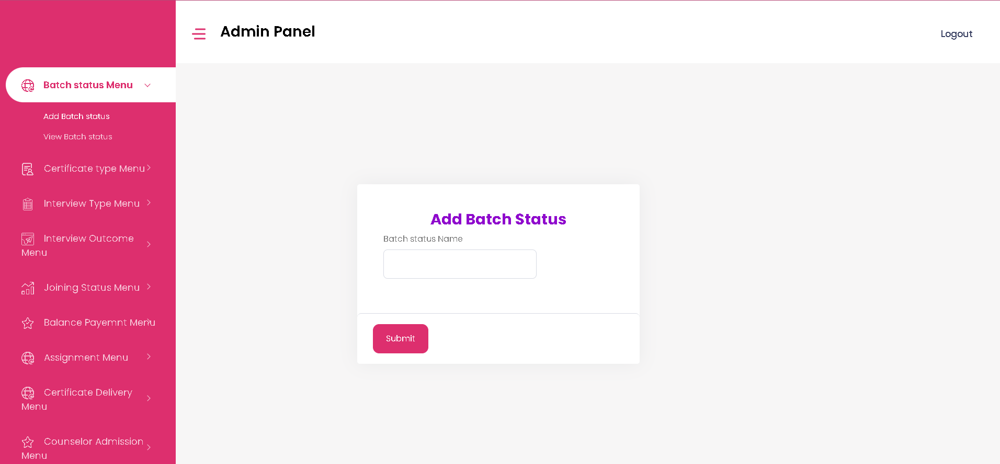 Admin Panel
Logout
Batch status Menu
Add Batch status
View Batch status
Certificate type Menu
Interview Type Menu
Interview Outcome
Menu
Joining Status Menu
Balance Payemnt Menu
Assignment Menu
Certificate Delivery
Menu
Counselor Admission
Menu
Add Batch Status
Batch status Name
Submit